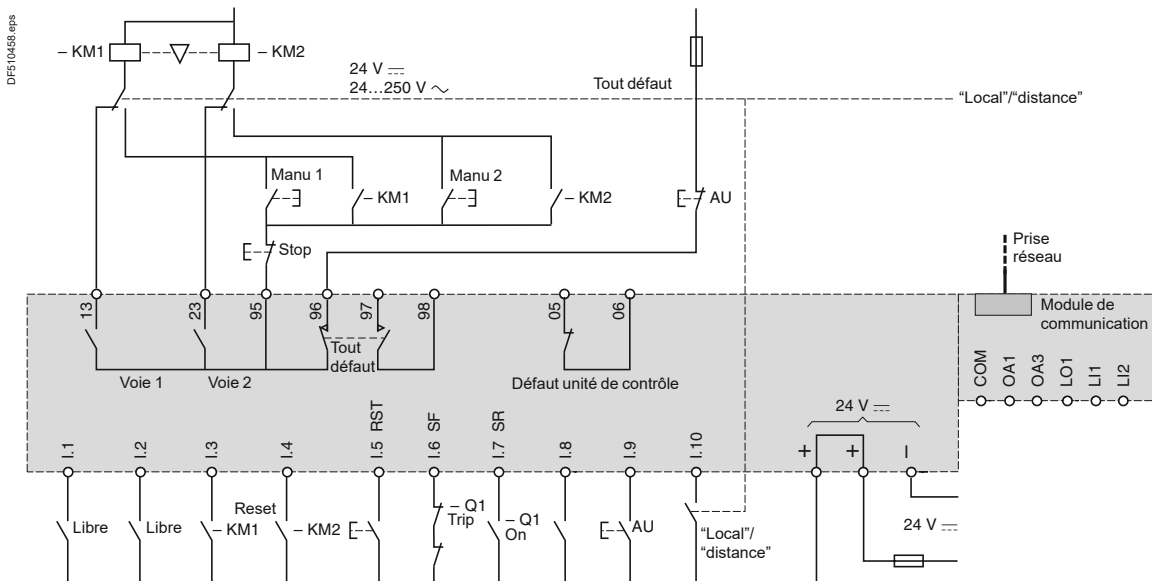 DF510458.eps
– KM1
– KM2
24 V
24...250 V
Tout défaut
“Local”/“distance”
Manu 1
– KM1
Manu 2
– KM2
AU
Stop
Prise
réseau
13
23
95
96
97
98
05
06
Module de
communication
Tout
défaut
Voie 1
Voie 2
Défaut unité de contrôle
COM
OA1
OA3
LO1
LI1
LI2
24 V
I.1
I.2
I.3
I.4
I.5 RST
I.6 SF
I.7 SR
I.8
I.9
I.10
+
+
I
Libre
Libre
– KM1
Reset
– KM2
– Q1
Trip
– Q1
On
AU
“Local”/
“distance”
24 V